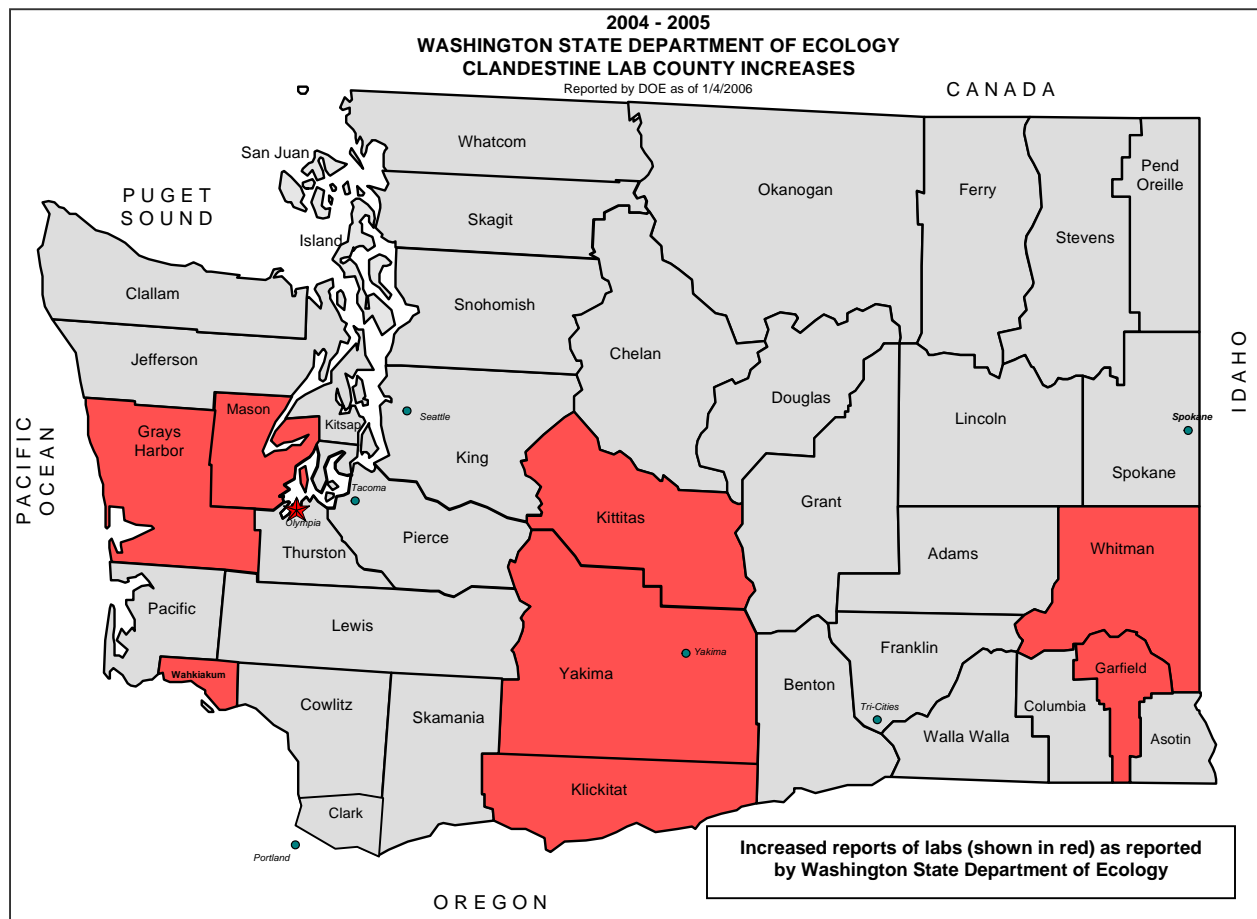 2004 - 2005
WASHINGTON STATE DEPARTMENT OF ECOLOGY
CLANDESTINE LAB COUNTY INCREASES
Reported by DOE as of 1/4/2006
CANADA
PUGET
SOUND
PACIFIC
OCEAN
IDAHO
OREGON
San Juan
Whatcom
Okanogan
Ferry
Pend
Oreille
Stevens
Skagit
Island
Clallam
Snohomish
Jefferson
Chelan
Douglas
Mason
Grays
Harbor
Kitsap
Seattle
King
Lincoln
Spokane
Spokane
Tacoma
Olympia
Thurston
Pierce
Kittitas
Grant
Adams
Whitman
Pacific
Lewis
Franklin
Wahkiakum
Yakima
Yakima
Garfield
Cowlitz
Skamania
Benton
Tri-Cities
Columbia
Walla Walla
Asotin
Klickitat
Clark
Portland
Increased reports of labs (shown in red) as reported
by Washington State Department of Ecology